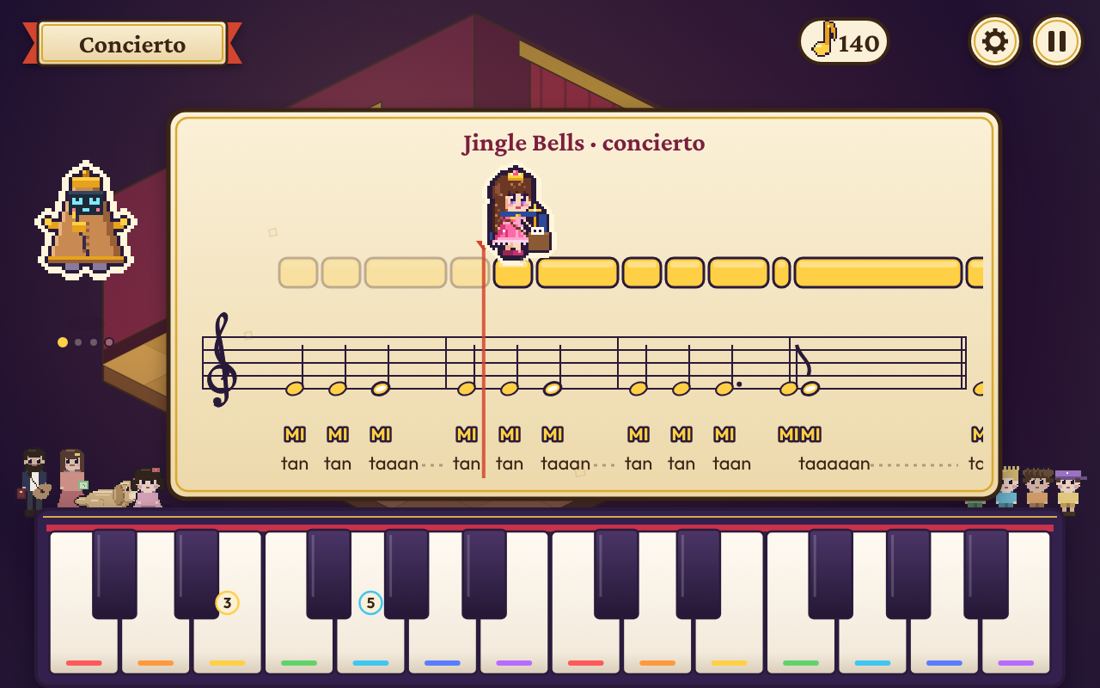 Concierto
140
Jingle Bells · concierto
MI MI MI MI MI MI MI MI MI MI MI
tan tan taaan tan tan taaan tan tan taan taaaaan
3 5